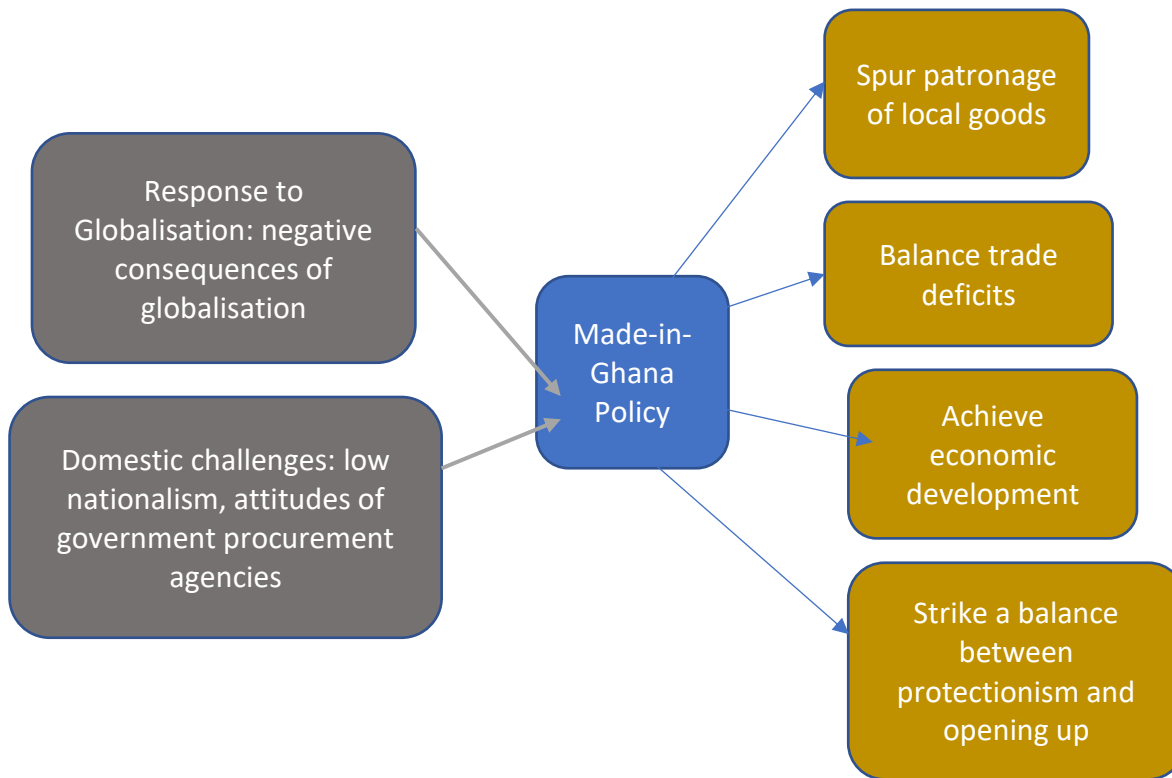 Response to
Globalisation: negative
consequences of
globalisation
Domestic challenges: low
nationalism, attitudes of
government procurement
agencies
Made-in-
Ghana
Policy
Spur patronage
of local goods
Balance trade
deficits
Achieve
economic
development
Strike a balance
between
protectionism and
opening up